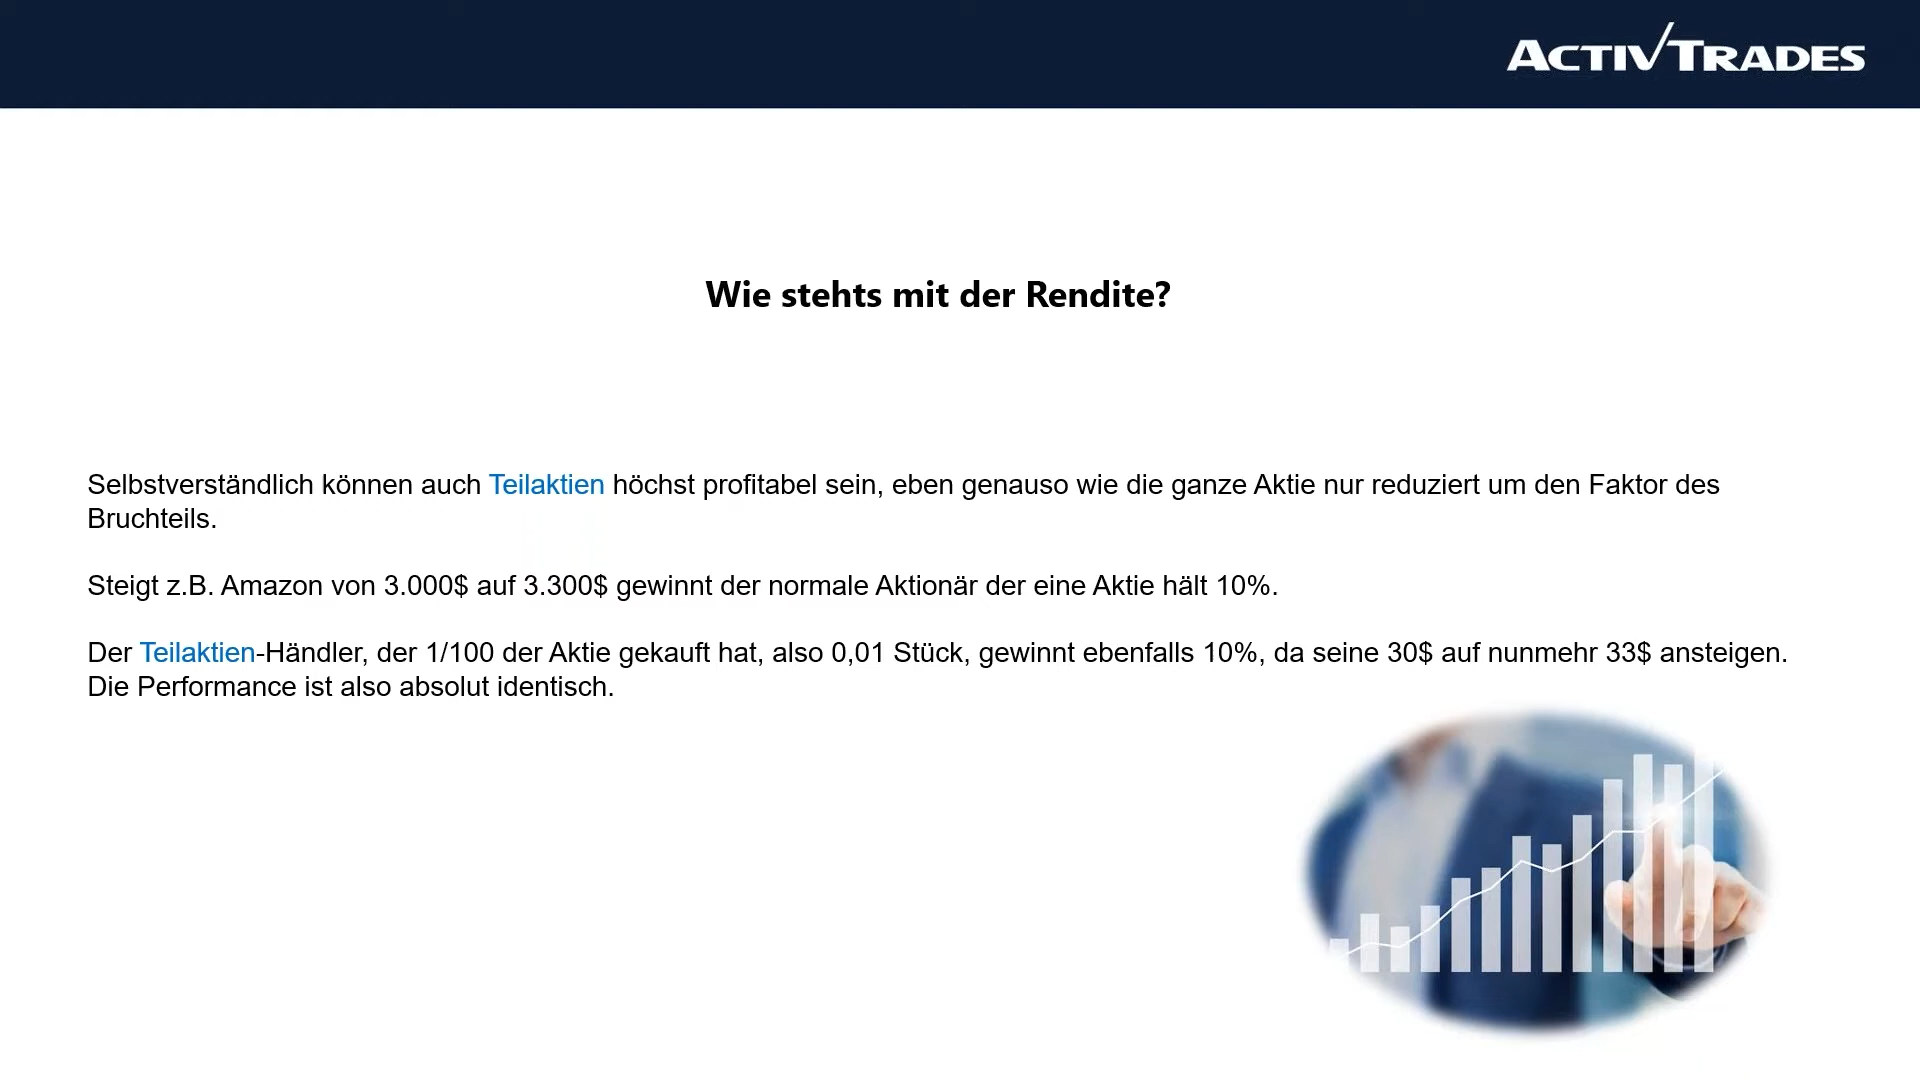 ACTIVTRADES
Wie stehts mit der Rendite?
Selbstverständlich können auch Teilaktien höchst profitabel sein, eben genauso wie die ganze Aktie nur reduziert um den Faktor des
Bruchteils.
Steigt z.B. Amazon von 3.000$ auf 3.300$ gewinnt der normale Aktionär der eine Aktie hält 10%.
Der Teilaktien-Händler, der 1/100 der Aktie gekauft hat, also 0,01 Stück, gewinnt ebenfalls 10%, da seine 30$ auf nunmehr 33$ ansteigen.
Die Performance ist also absolut identisch.